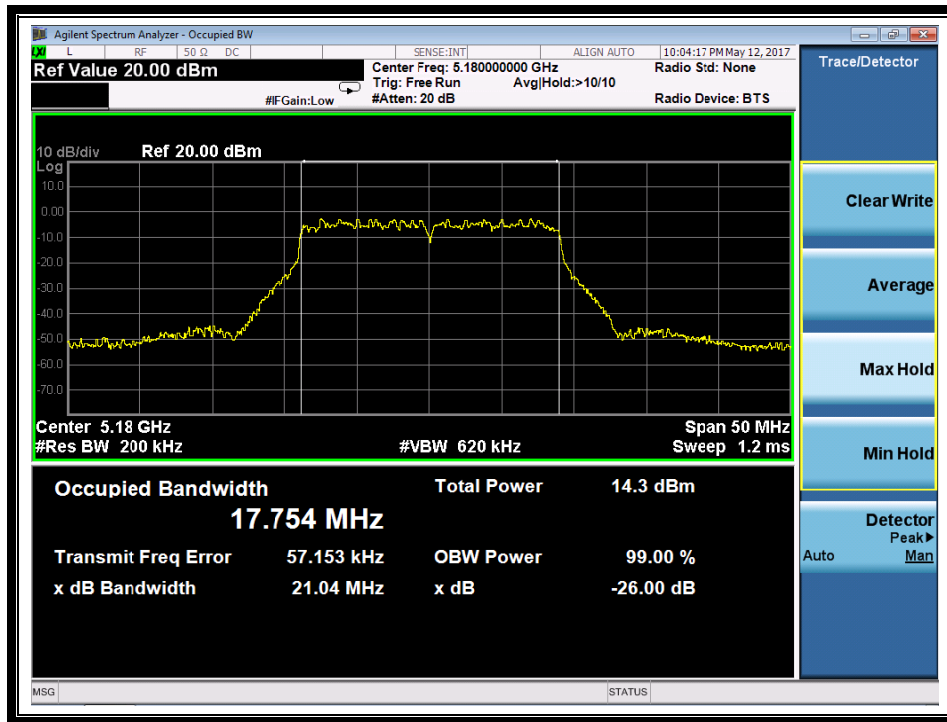 Agilent Spectrum Analyzer - Occupied BW
LXI L RF 50 Ω DC SENSE:INT ALIGN AUTO 10:04:17 PM May 12, 2017
Ref Value 20.00 dBm
Center Freq: 5.180000000 GHz
Radio Std: None
Trig: Free Run Avg|Hold:>10/10
#IFGain:Low #Atten: 20 dB Radio Device: BTS
10 dB/div Ref 20.00 dBm
Log
10.0
0.00
-10.0
-20.0
-30.0
-40.0
-50.0
-60.0
-70.0
Center 5.18 GHz Span 50 MHz
#Res BW 200 kHz #VBW 620 kHz Sweep 1.2 ms
Occupied Bandwidth Total Power 14.3 dBm
17.754 MHz
Transmit Freq Error 57.153 kHz OBW Power 99.00 %
x dB Bandwidth 21.04 MHz x dB -26.00 dB
MSG STATUS
Trace/Detector
Clear Write
Average
Max Hold
Min Hold
Detector
Peak▶
Auto Man